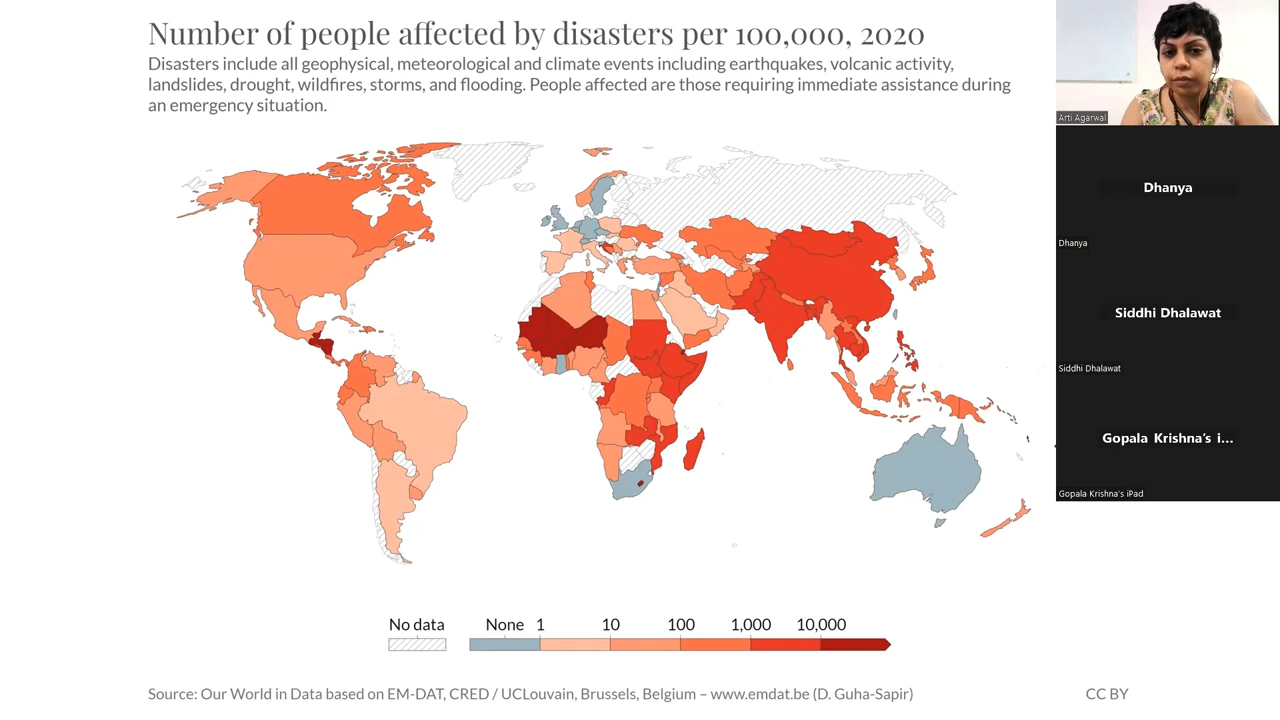 Number of people affected by disasters per 100,000, 2020
Disasters include all geophysical, meteorological and climate events including earthquakes, volcanic activity,
landslides, drought, wildfires, storms, and flooding. People affected are those requiring immediate assistance during
an emergency situation.
No data
None 1 10 100 1,000 10,000
Source: Our World in Data based on EM-DAT, CRED / UCLouvain, Brussels, Belgium – www.emdat.be (D. Guha-Sapir)
CC BY
Arti Agarwal
Dhanya
Dhanya
Siddhi Dhalawat
Siddhi Dhalawat
Gopala Krishna's i...
Gopala Krishna's iPad